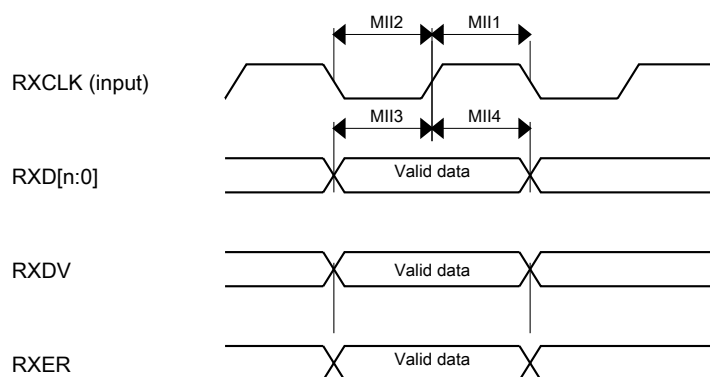 MII2 MII1
RXCLK (input)
MII3 MII4
RXD[n:0] Valid data
RXDV Valid data
RXER Valid data